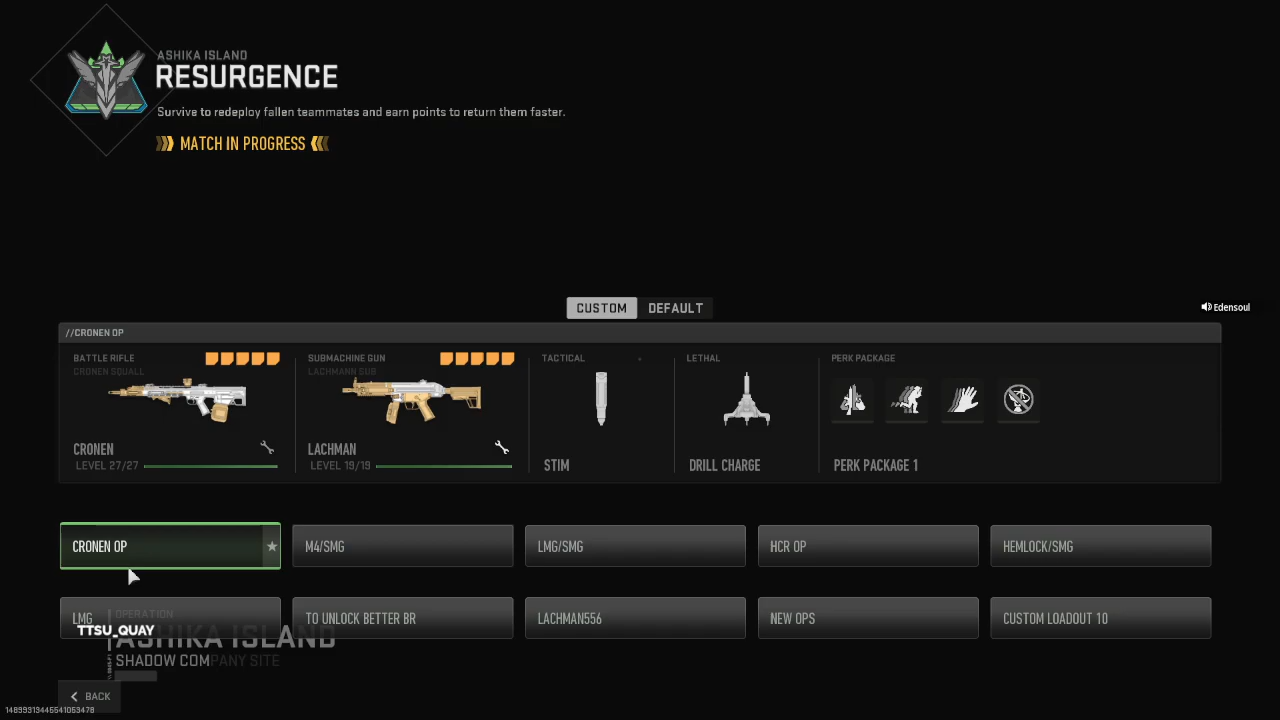 ASHIKA ISLAND
RESURGENCE
Survive to redeploy fallen teammates and earn points to return them faster.
MATCH IN PROGRESS
CUSTOM DEFAULT
Edensoul
//CRONEN OP
BATTLE RIFLE SUBMACHINE GUN TACTICAL LETHAL PERK PACKAGE
CRONEN SQUALL LACHMANN SUB
CRONEN LACHMAN
LEVEL 27/27 LEVEL 19/19 STIM DRILL CHARGE PERK PACKAGE 1
CRONEN OP M4/SMG LMG/SMG HCR OP HEMLOCK/SMG
LMG TO UNLOCK BETTER BR LACHMAN556 NEW OPS CUSTOM LOADOUT 10
OPERATION
TTSU_QUAY
ASHIKA ISLAND
SHADOW COMPANY SITE
BACK